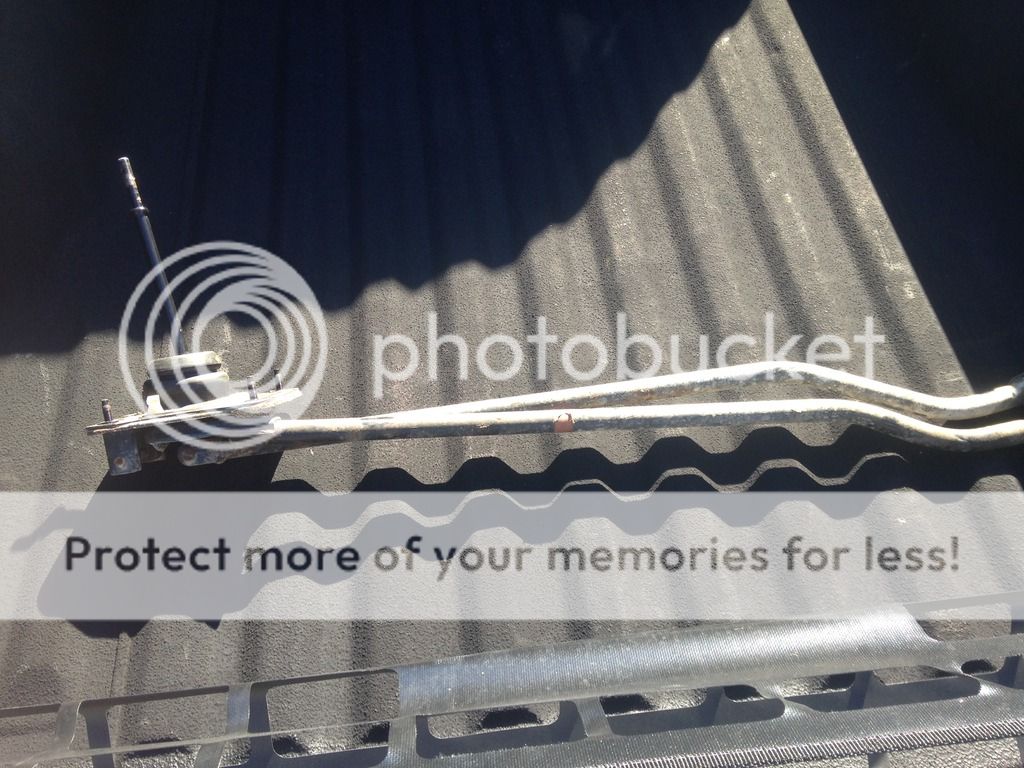 photobucket
Protect more of your memories for less!